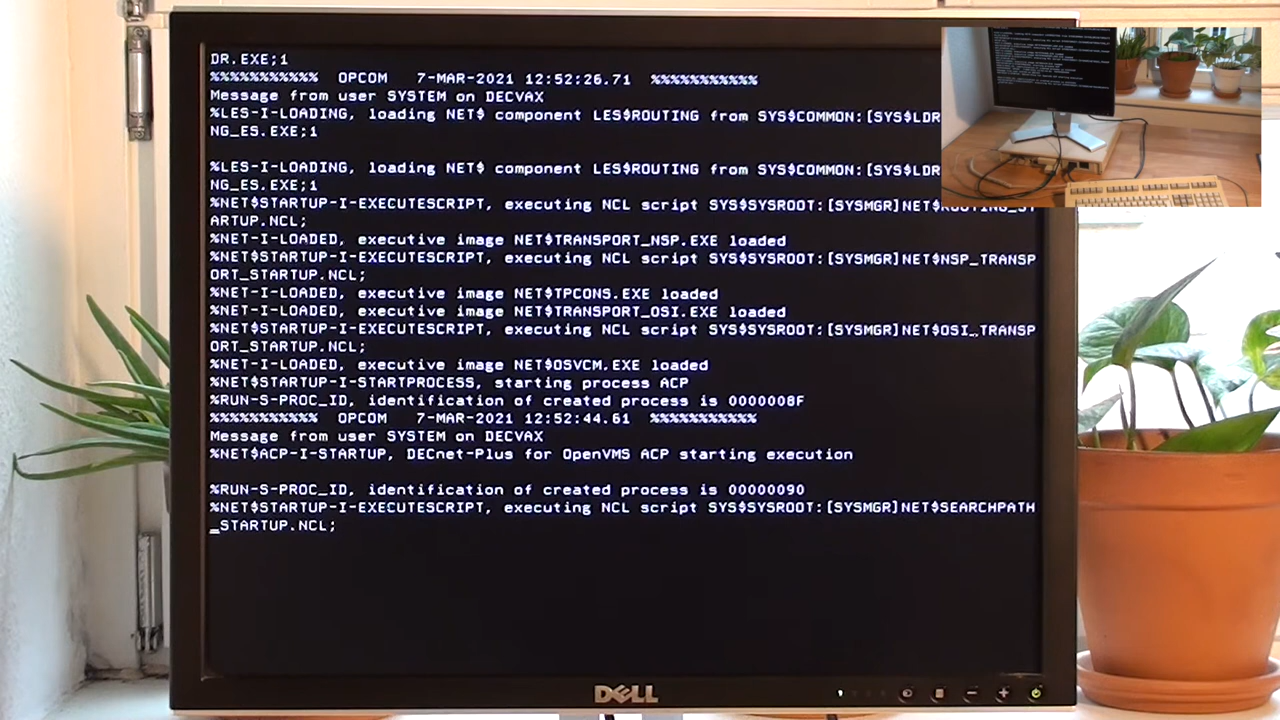 DR.EXE;1
%%%%%%%%%%% OPCOM 7-MAR-2021 12:52:26.71 %%%%%%%%%%%
Message from user SYSTEM on DECVAX
%LES-I-LOADING, loading NET$ component LES$ROUTING from SYS$COMMON:[SYS$LDR
NG_ES.EXE;1
%LES-I-LOADING, loading NET$ component LES$ROUTING from SYS$COMMON:[SYS$LDR
NG_ES.EXE;1
%NET$STARTUP-I-EXECUTESCRIPT, executing NCL script SYS$SYSROOT:[SYSMGR]NET$ROUTING_ST
ARTUP.NCL;
%NET-I-LOADED, executive image NET$TRANSPORT_NSP.EXE loaded
%NET$STARTUP-I-EXECUTESCRIPT, executing NCL script SYS$SYSROOT:[SYSMGR]NET$NSP_TRANSP
ORT_STARTUP.NCL;
%NET-I-LOADED, executive image NET$TPCONS.EXE loaded
%NET-I-LOADED, executive image NET$TRANSPORT_OSI.EXE loaded
%NET$STARTUP-I-EXECUTESCRIPT, executing NCL script SYS$SYSROOT:[SYSMGR]NET$OSI_TRANSP
ORT_STARTUP.NCL;
%NET-I-LOADED, executive image NET$OSVCM.EXE loaded
%NET$STARTUP-I-STARTPROCESS, starting process ACP
%RUN-S-PROC_ID, identification of created process is 0000008F
%%%%%%%%%%% OPCOM 7-MAR-2021 12:52:44.61 %%%%%%%%%%%
Message from user SYSTEM on DECVAX
%NET$ACP-I-STARTUP, DECnet-Plus for OpenVMS ACP starting execution
%RUN-S-PROC_ID, identification of created process is 00000090
%NET$STARTUP-I-EXECUTESCRIPT, executing NCL script SYS$SYSROOT:[SYSMGR]NET$SEARCHPATH
_STARTUP.NCL;
DELL